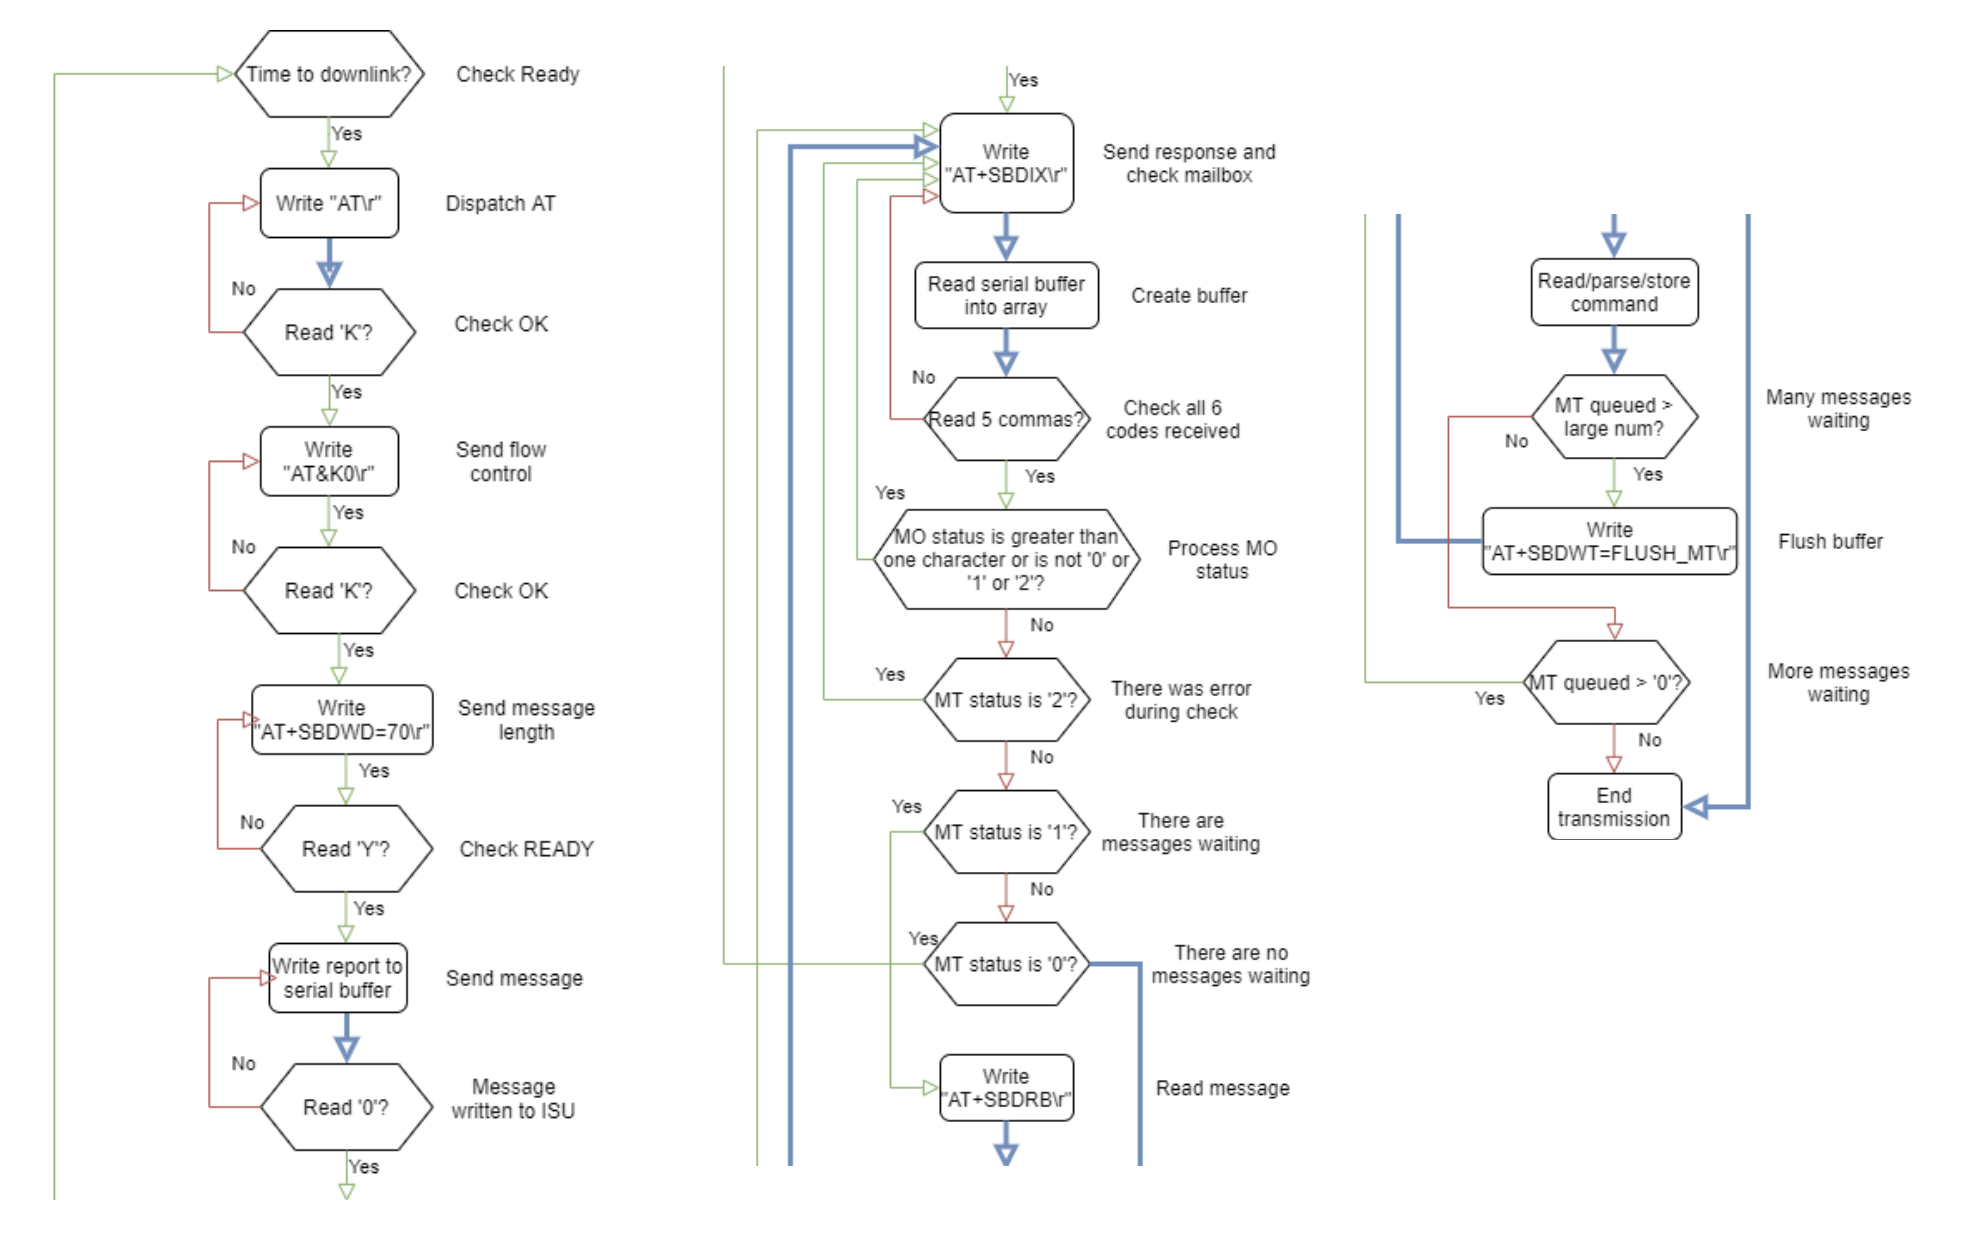 Time to downlink?
Check Ready
Yes
Write "AT\r"
Dispatch AT
No
Read 'K'?
Check OK
Yes
Write
"AT&K0\r"
Send flow
control
Yes
No
Read 'K'?
Check OK
Yes
Write
"AT+SBDWD=70\r"
Send message
length
Yes
No
Read 'Y'?
Check READY
Yes
Write report to
serial buffer
Send message
No
Read '0'?
Message
written to ISU
Yes
Yes
Write
"AT+SBDIX\r"
Send response and
check mailbox
Read serial buffer
into array
Create buffer
No
Read 5 commas?
Check all 6
codes received
Yes
Yes
MO status is greater than
one character or is not '0' or
'1' or '2'?
Process MO
status
No
Yes
MT status is '2'?
There was error
during check
No
Yes
MT status is '1'?
There are
messages waiting
No
Yes
MT status is '0'?
There are no
messages waiting
Write
"AT+SBDRB\r"
Read message
Read/parse/store
command
MT queued >
large num?
Many messages
waiting
No
Yes
Write
"AT+SBDWT=FLUSH_MT\r"
Flush buffer
MT queued > '0'?
More messages
waiting
Yes
No
End
transmission